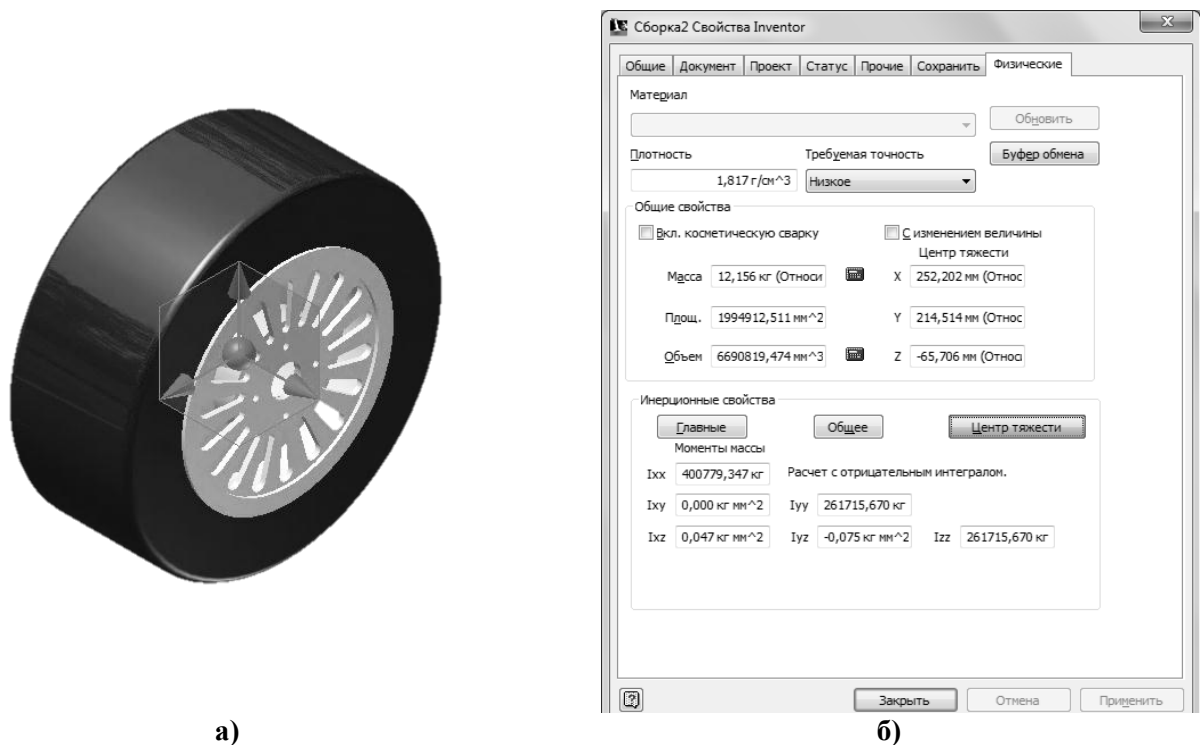 Сборка2 Свойства Inventor
Общие Документ Проект Статус Прочие Сохранить Физические
Материал
Обновить
Плотность Требуемая точность Буфер обмена
1,817 г/см^3 Низкое
Общие свойства
Вкл. косметическую сварку С изменением величины
Центр тяжести
Масса 12,156 кг (Относи X 252,202 мм (Относ
Площ. 1994912,511 мм^2 Y 214,514 мм (Относ
Объем 6690819,474 мм^3 Z -65,706 мм (Относ
Инерционные свойства
Главные Общее Центр тяжести
Моменты массы
Ixx 400779,347 кг Расчет с отрицательным интегралом.
Ixy 0,000 кг мм^2 Iyy 261715,670 кг
Ixz 0,047 кг мм^2 Iyz -0,075 кг мм^2 Izz 261715,670 кг
Закрыть Отмена Применить
а) б)